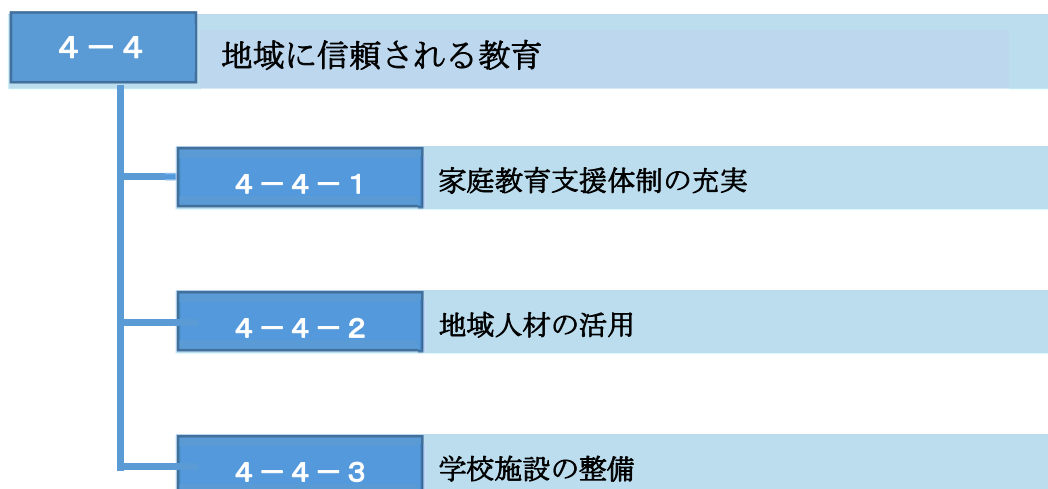 4－4 地域に信頼される教育
4－4－1 家庭教育支援体制の充実
4－4－2 地域人材の活用
4－4－3 学校施設の整備